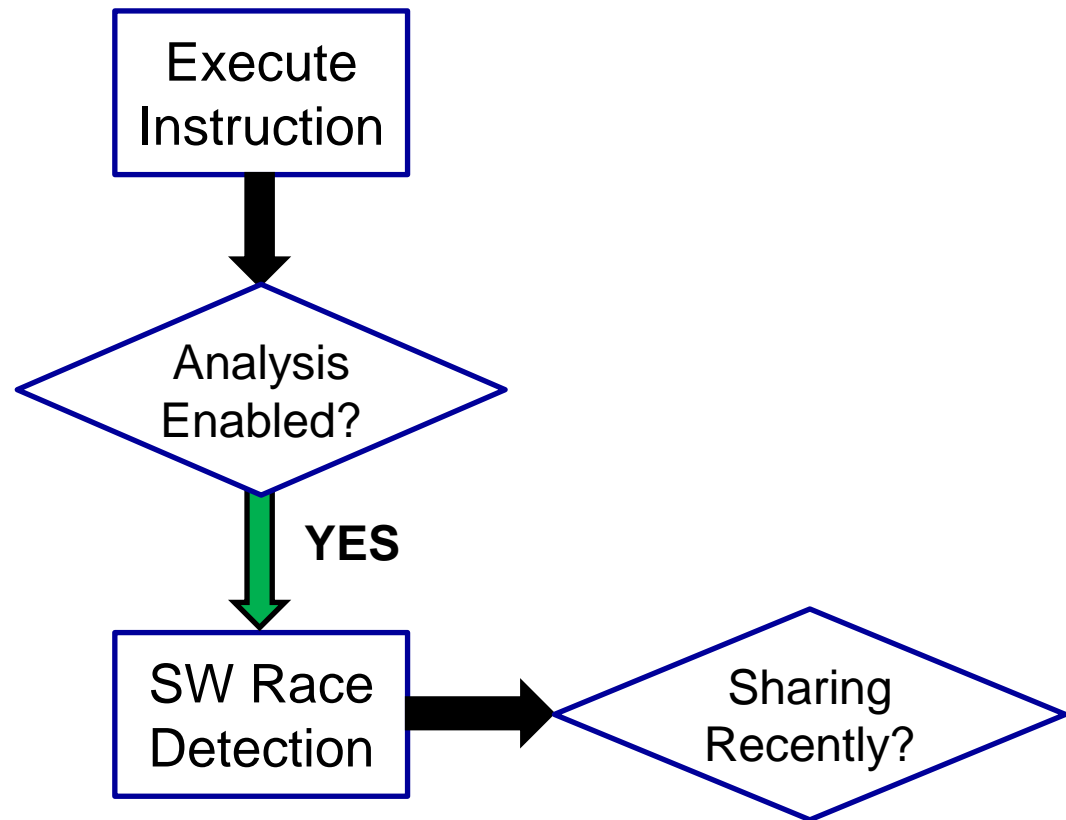 Execute
Instruction
Analysis
Enabled?
YES
SW Race
Detection
Sharing
Recently?